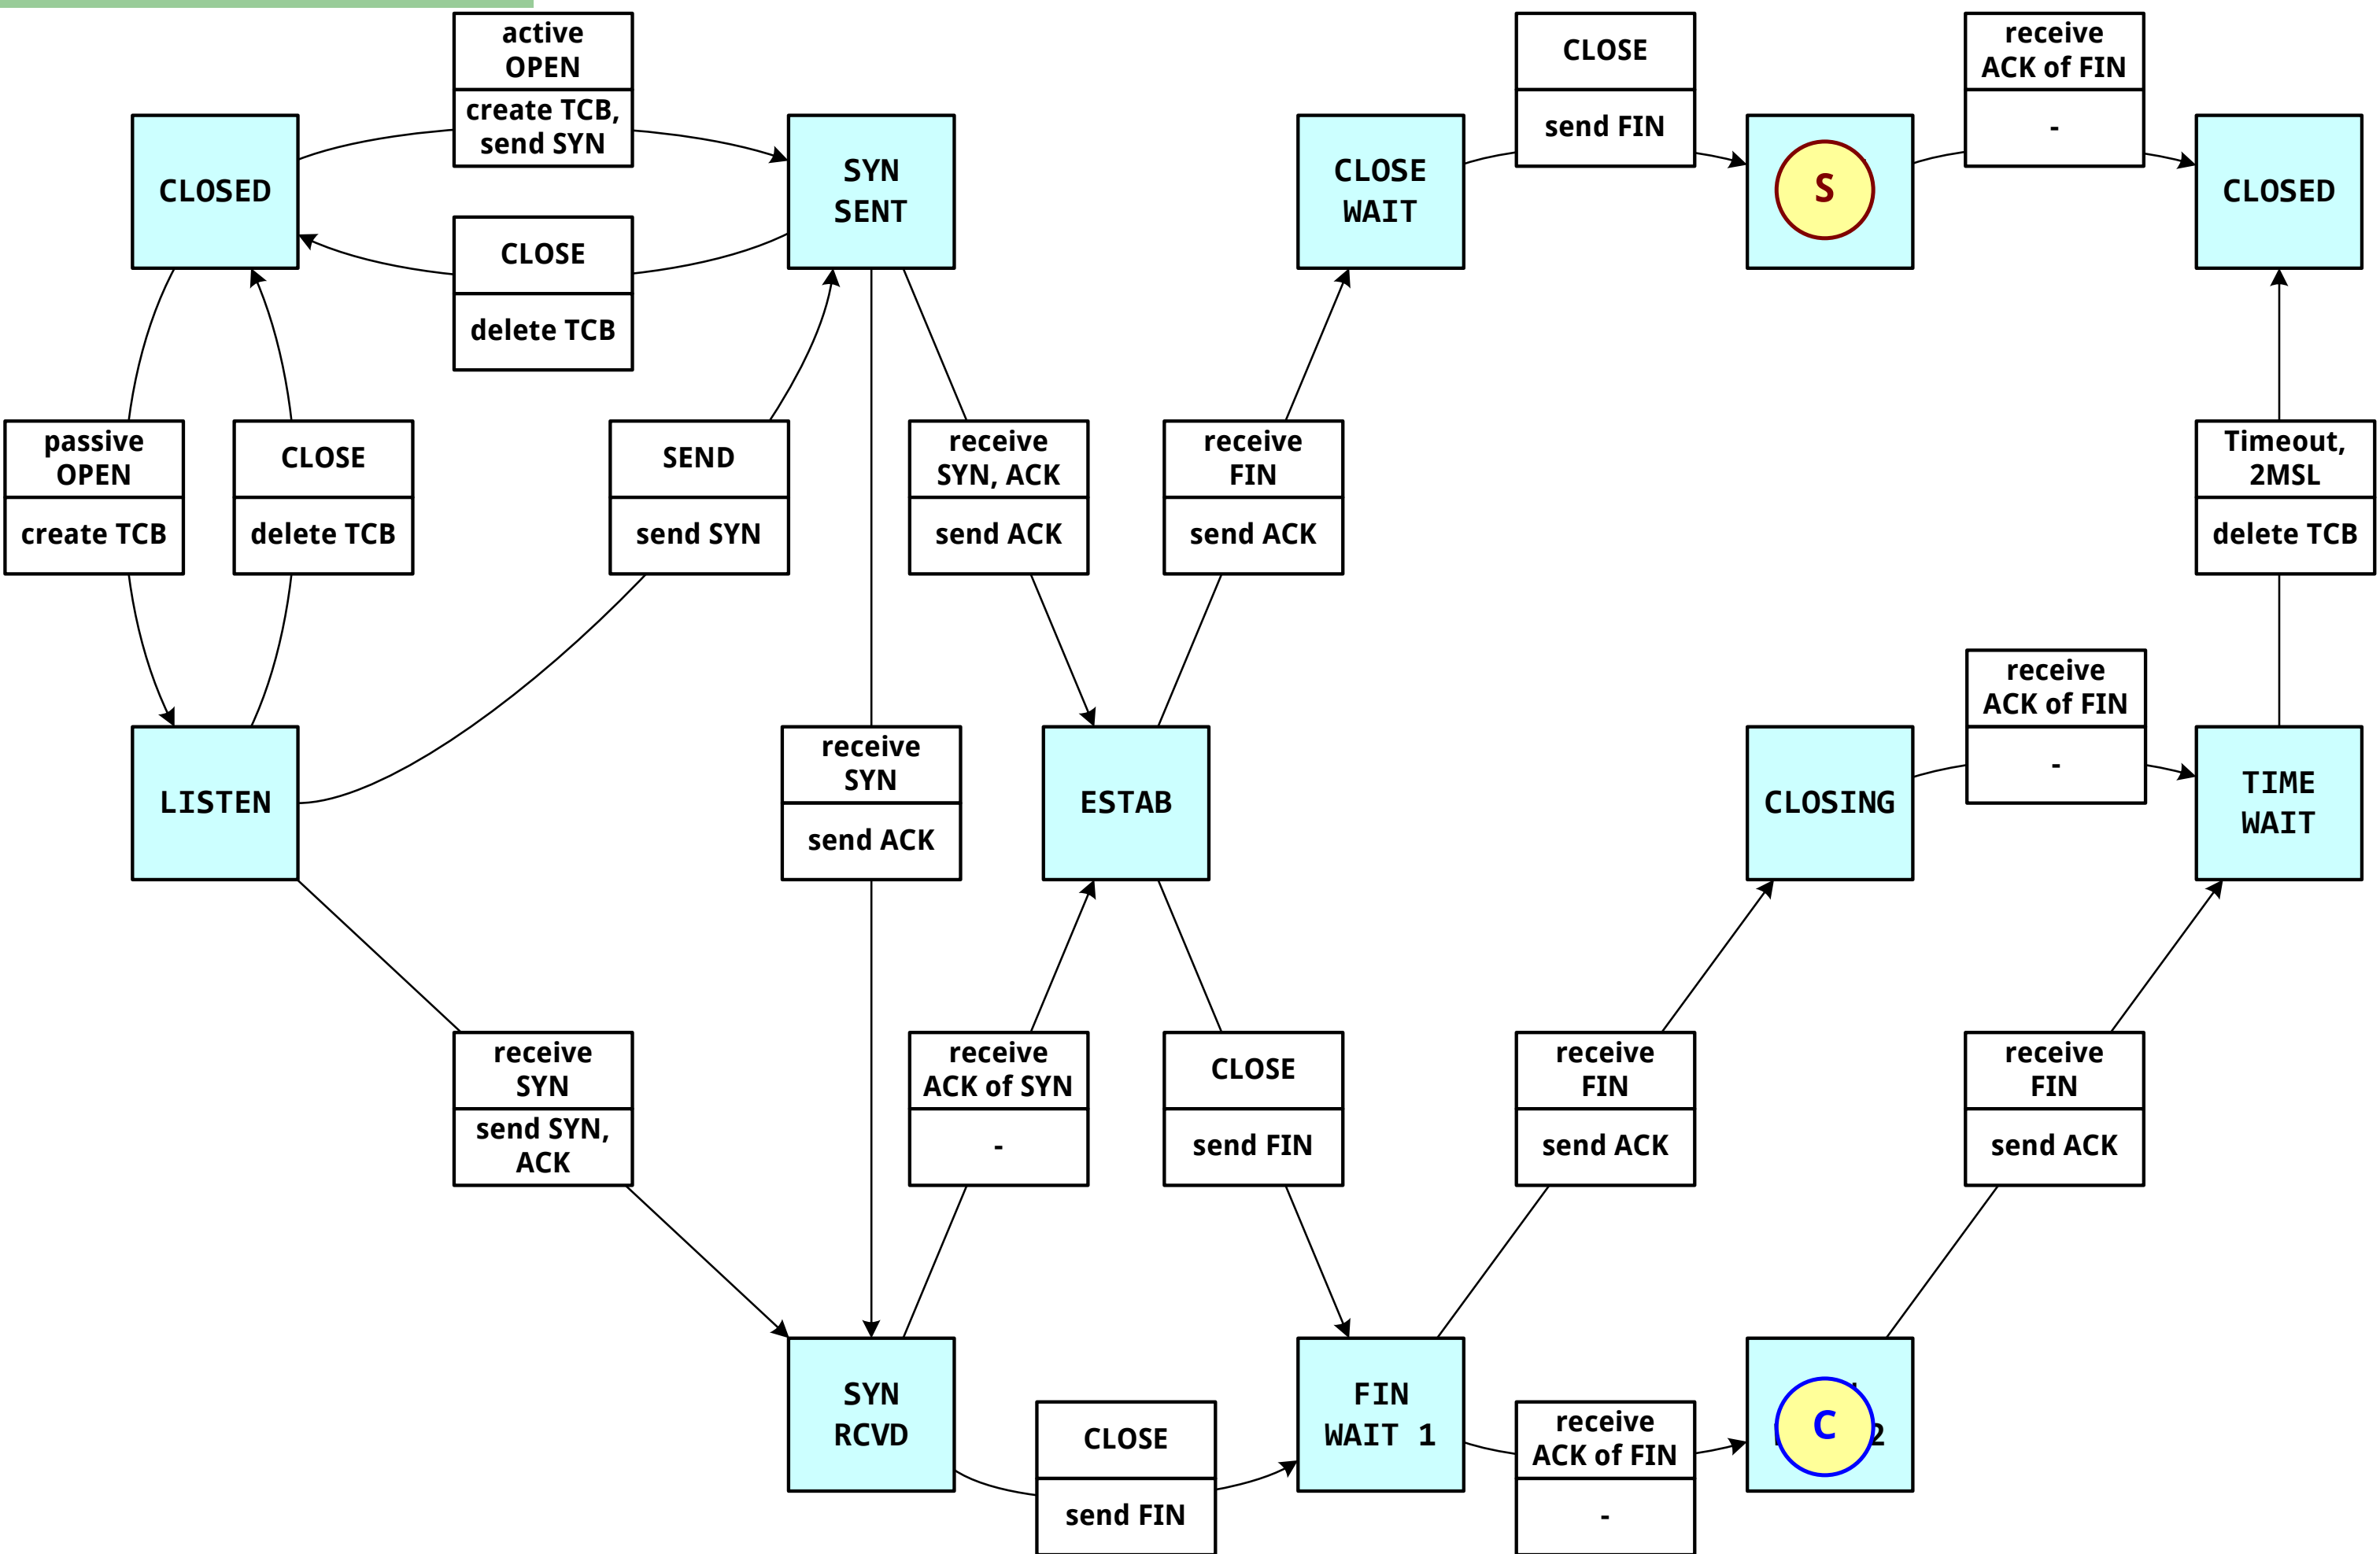 active
OPEN
create TCB,
send SYN
CLOSE
send FIN
receive
ACK of FIN
-
CLOSED
SYN
SENT
CLOSE
WAIT
S
CLOSED
CLOSE
delete TCB
passive
OPEN
create TCB
CLOSE
delete TCB
SEND
send SYN
receive
SYN, ACK
send ACK
receive
FIN
send ACK
Timeout,
2MSL
delete TCB
LISTEN
receive
SYN
send ACK
ESTAB
CLOSING
receive
ACK of FIN
-
TIME
WAIT
receive
SYN
send SYN,
ACK
receive
ACK of SYN
-
CLOSE
send FIN
receive
FIN
send ACK
receive
FIN
send ACK
SYN
RCVD
CLOSE
send FIN
FIN
WAIT 1
receive
ACK of FIN
-
C
2